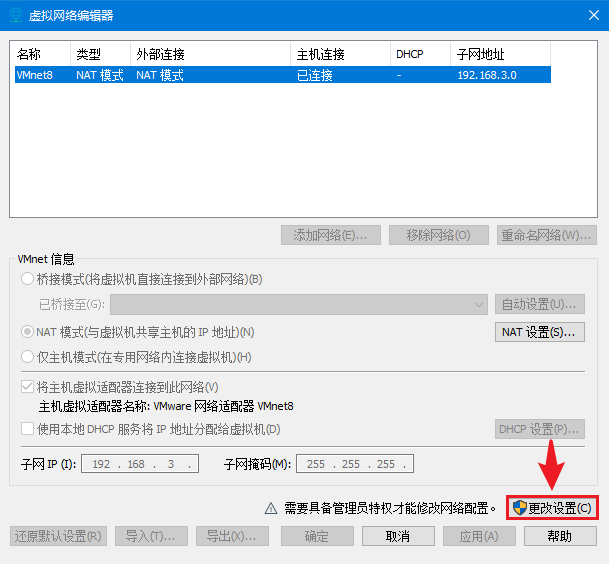 虚拟网络编辑器
名称 类型 外部连接 主机连接 DHCP 子网地址
VMnet8 NAT 模式 NAT 模式 已连接 - 192.168.3.0
添加网络(E)... 移除网络(O) 重命名网络(W)...
VMnet 信息
桥接模式(将虚拟机直接连接到外部网络)(B)
已桥接至(G): 自动设置(U)...
NAT 模式(与虚拟机共享主机的 IP 地址)(N) NAT 设置(S)...
仅主机模式(在专用网络内连接虚拟机)(H)
将主机虚拟适配器连接到此网络(V)
主机虚拟适配器名称: VMware 网络适配器 VMnet8
使用本地 DHCP 服务将 IP 地址分配给虚拟机(D) DHCP 设置(P)...
子网 IP (I): 192 . 168 . 3 . 子网掩码(M): 255 . 255 . 255 .
需要具备管理员特权才能修改网络配置。 更改设置(C)
还原默认设置(R) 导入(T)... 导出(X)... 确定 取消 应用(A) 帮助